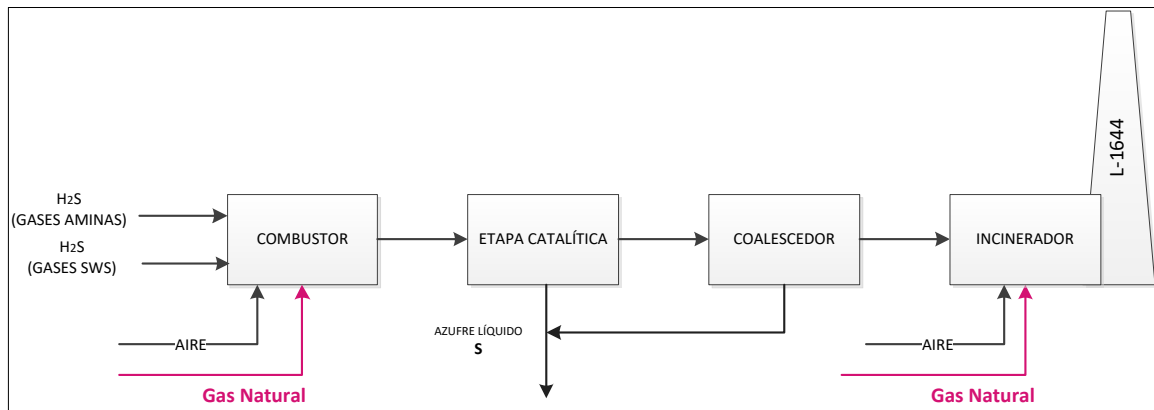 L-1644
H2S
(GASES AMINAS)
H2S
(GASES SWS)
COMBUSTOR
ETAPA CATALÍTICA
COALESCEDOR
INCINERADOR
AZUFRE LÍQUIDO
S
AIRE
Gas Natural
AIRE
Gas Natural